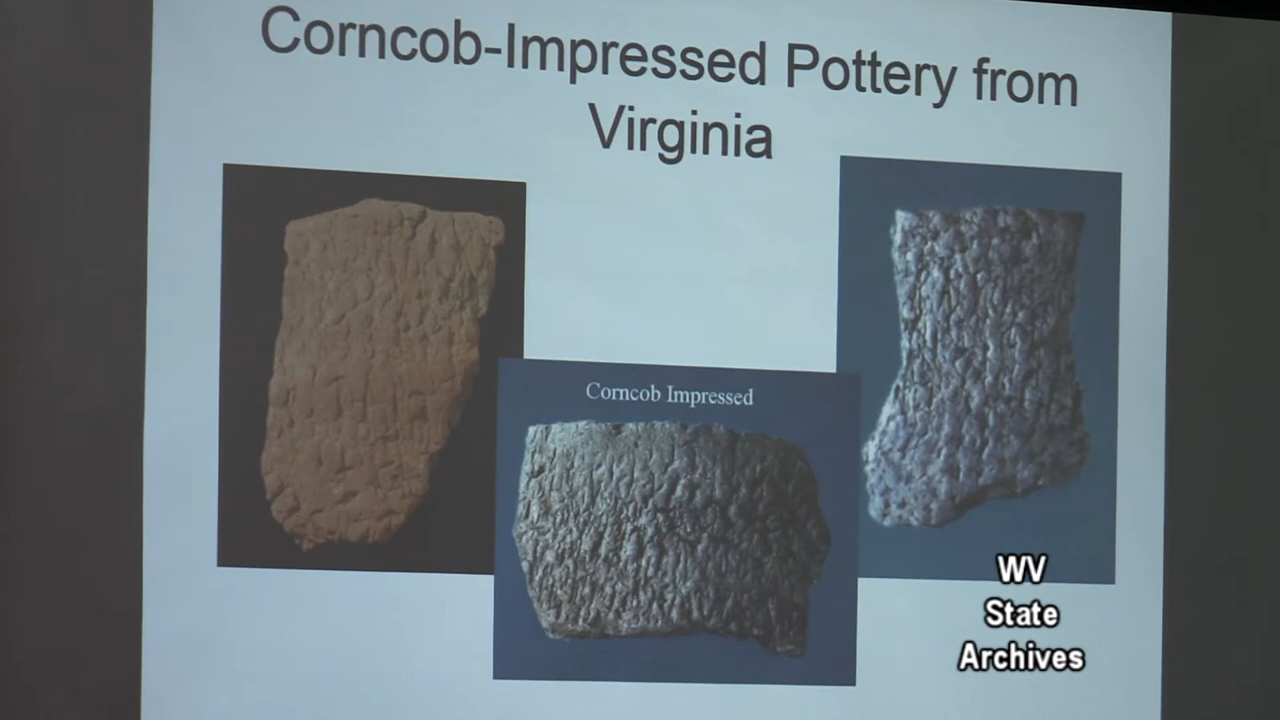 Corncob-Impressed Pottery from
Virginia
Corncob Impressed
WV
State
Archives